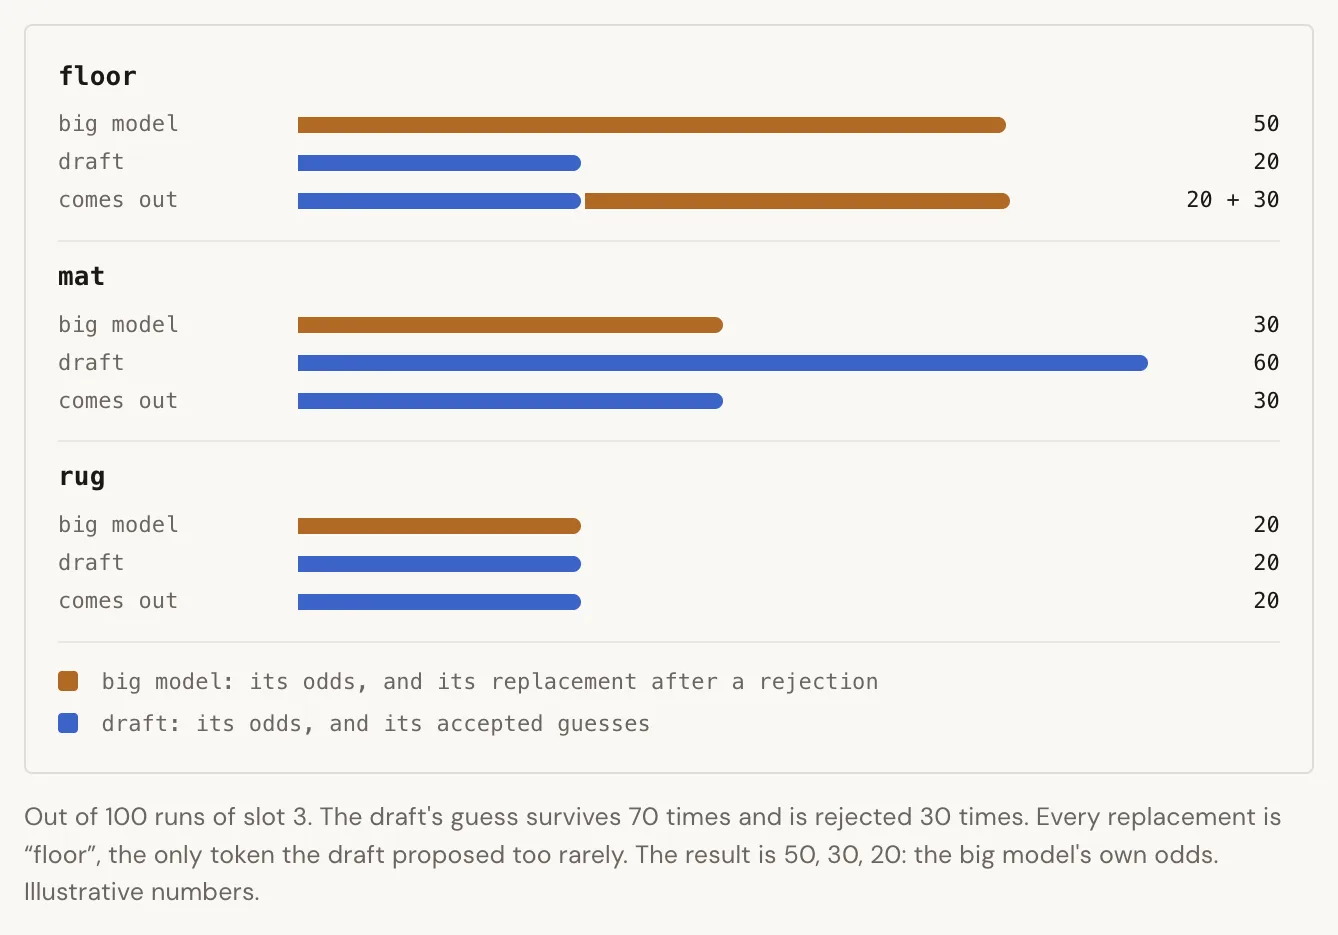 floor
big model 50
draft 20
comes out 20 + 30
mat
big model 30
draft 60
comes out 30
rug
big model 20
draft 20
comes out 20
big model: its odds, and its replacement after a rejection
draft: its odds, and its accepted guesses
Out of 100 runs of slot 3. The draft's guess survives 70 times and is rejected 30 times. Every replacement is
“floor”, the only token the draft proposed too rarely. The result is 50, 30, 20: the big model's own odds.
Illustrative numbers.